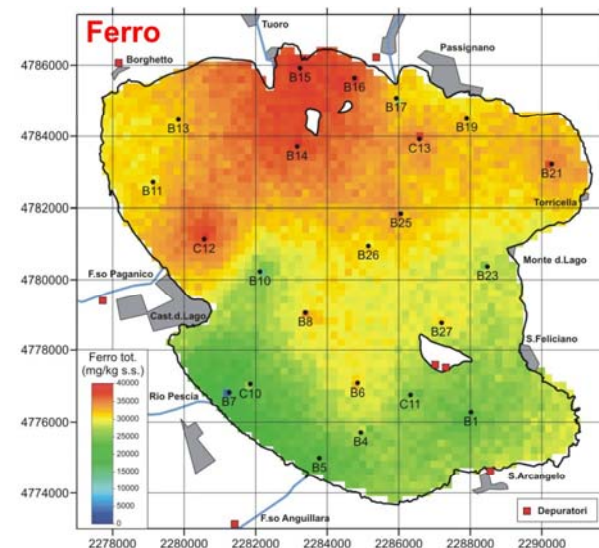 Ferro
Tuoro
Passignano
Borghetto
4786000
4784000
4782000
4780000
4778000
4776000
4774000
B15
B16
B17
B13
B19
C13
B14
B21
B11
Torricella
B25
C12
B26
Monte d.Lago
F.so Paganico
B10
B23
Cast.d.Lago
B8
B27
S.Feliciano
Ferro tot.
(mg/kg s.s.)
40000
35000
30000
25000
20000
15000
10000
5000
0
Rio Pescia
B7
C10
B6
C11
B1
B4
B5
S.Arcangelo
F.so Anguillara
Depuratori
2278000 2280000 2282000 2284000 2286000 2288000 2290000